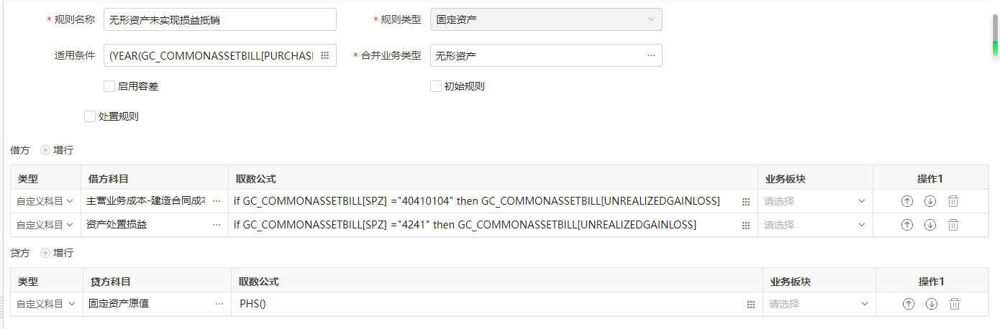 * 规则名称 无形资产未实现损益抵销 * 规则类型 固定资产
适用条件 (YEAR(GC_COMMONASSETBILL[PURCHASI * 合并业务类型 无形资产 ···
启用容差 初始规则
处置规则
借方 增行
类型 借方科目 取数公式 业务板块 操作1
自定义科目 主营业务成本-建造合同成本 ··· if GC_COMMONASSETBILL[SPZ] ="40410104" then GC_COMMONASSETBILL[UNREALIZEDGAINLOSS] 请选择
自定义科目 资产处置损益 ··· if GC_COMMONASSETBILL[SPZ] ="4241" then GC_COMMONASSETBILL[UNREALIZEDGAINLOSS] 请选择
贷方 增行
类型 贷方科目 取数公式 业务板块 操作1
自定义科目 固定资产原值 ··· PHS() 请选择